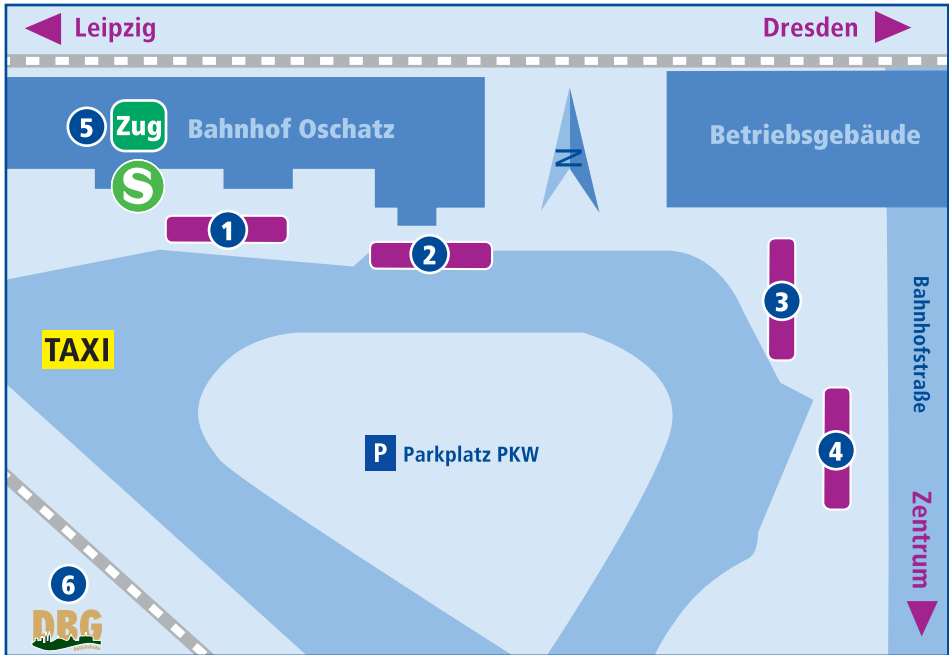 Leipzig
Dresden
5
Zug
Bahnhof Oschatz
N
Betriebsgebäude
S
1
2
3
Bahnhofstraße
TAXI
P Parkplatz PKW
4
Zentrum
6
DBG